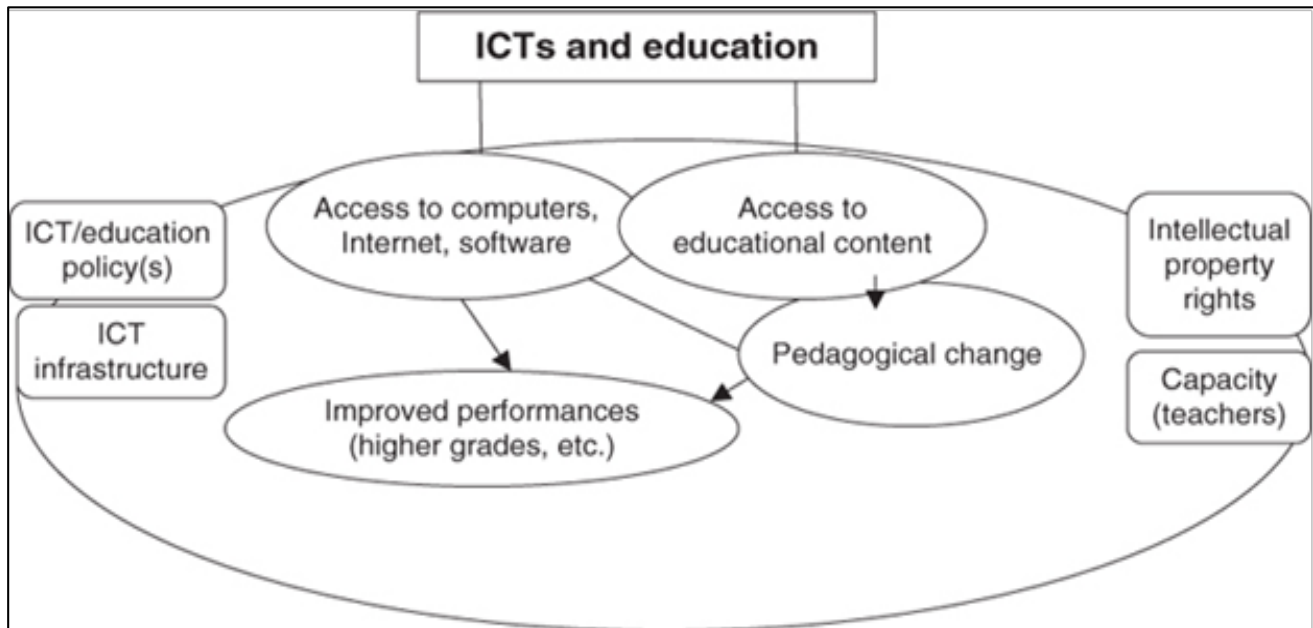 ICTs and education
Access to computers,
Internet, software
Access to
educational content
ICT/education
policy(s)
Intellectual
property
rights
ICT
infrastructure
Pedagogical change
Capacity
(teachers)
Improved performances
(higher grades, etc.)